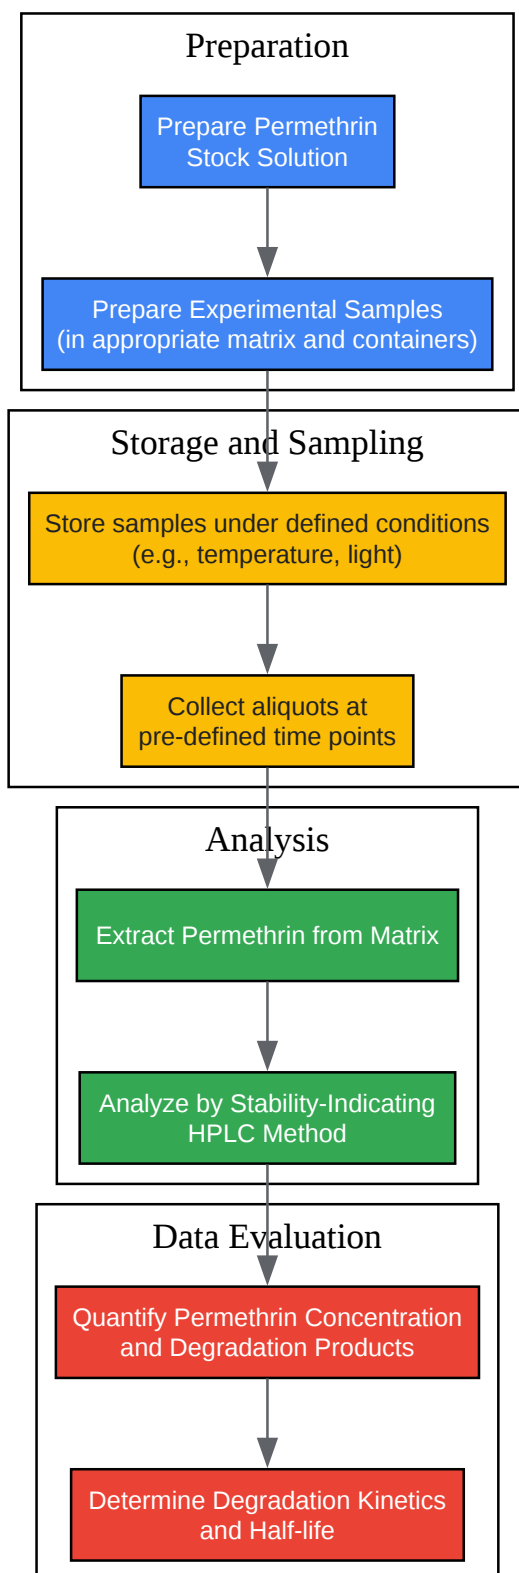 Preparation
Prepare Permethrin
Stock Solution
Prepare Experimental Samples
(in appropriate matrix and containers)
Storage and Sampling
Store samples under defined conditions
(e.g., temperature, light)
Collect aliquots at
pre-defined time points
Analysis
Extract Permethrin from Matrix
Analyze by Stability-Indicating
HPLC Method
Data Evaluation
Quantify Permethrin Concentration
and Degradation Products
Determine Degradation Kinetics
and Half-life